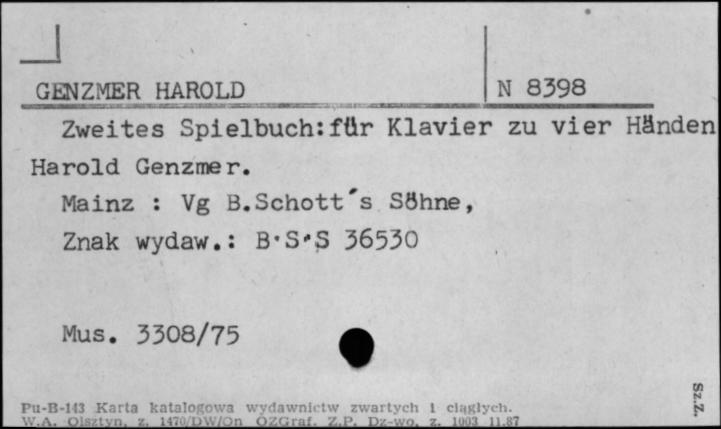 GENZMER HAROLD
N 8398
Zweites Spielbuch:für Klavier zu vier Händen
Harold Genzmer.
Mainz : Vg B.Schott´s Söhne,
Znak wydaw.: B·S·S 36530
Mus. 3308/75
Sz.Z.
Pu-B-143 Karta katalogowa wydawnictw zwartych i ciągłych.
W.A. Olsztyn, z. 1470/DW/On OZGraf. Z.P. Dz-wo, z. 1003 11.87